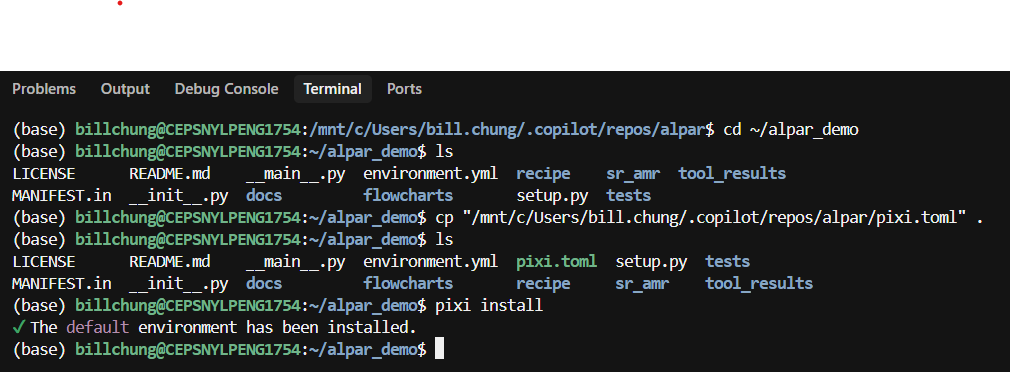 Problems Output Debug Console Terminal Ports
(base) billchung@CEPSNYLPENG1754:/mnt/c/Users/bill.chung/.copilot/repos/alpar$ cd ~/alpar_demo
(base) billchung@CEPSNYLPENG1754:~/alpar_demo$ ls
LICENSE README.md __main__.py environment.yml recipe sr_amr tool_results
MANIFEST.in __init__.py docs flowcharts setup.py tests
(base) billchung@CEPSNYLPENG1754:~/alpar_demo$ cp "/mnt/c/Users/bill.chung/.copilot/repos/alpar/pixi.toml" .
(base) billchung@CEPSNYLPENG1754:~/alpar_demo$ ls
LICENSE README.md __main__.py environment.yml pixi.toml setup.py tests
MANIFEST.in __init__.py docs flowcharts recipe sr_amr tool_results
(base) billchung@CEPSNYLPENG1754:~/alpar_demo$ pixi install
✓ The default environment has been installed.
(base) billchung@CEPSNYLPENG1754:~/alpar_demo$